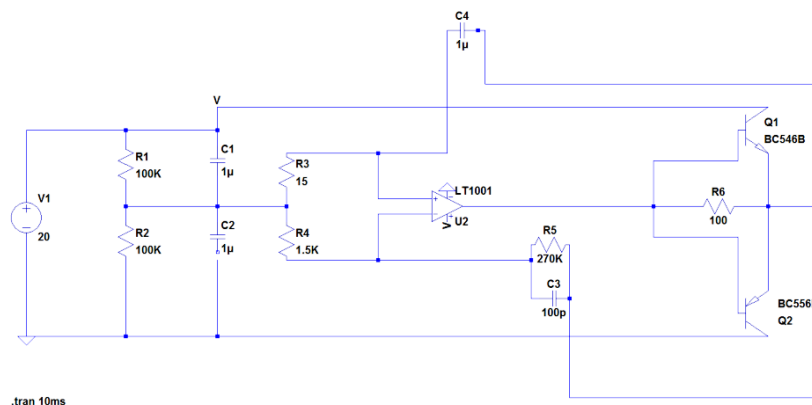 C4
1µ
V
Q1
BC546B
R1
100K
C1
1µ
R3
15
V1
20
LT1001
U2
V
R6
100
R2
100K
C2
1µ
R4
1.5K
R5
270K
C3
100p
BC556
Q2
.tran 10ms